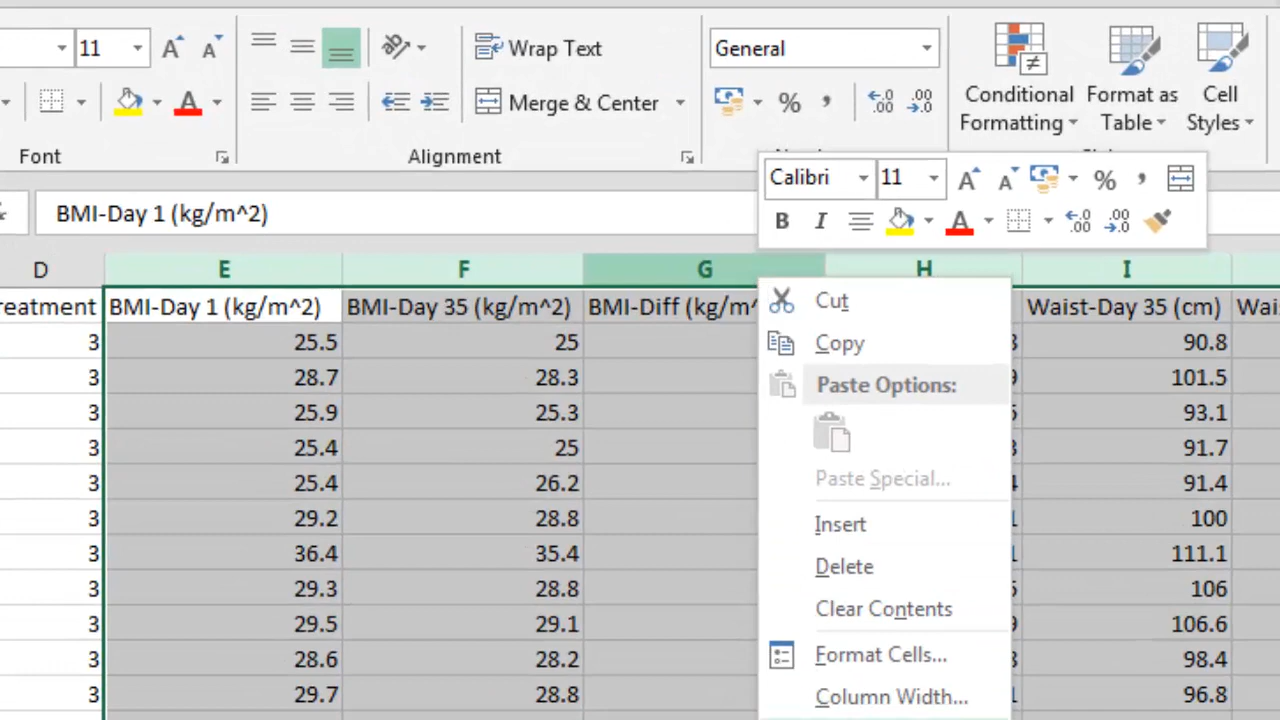 11
Wrap Text
General
Merge & Center
%
Conditional
Formatting
Format as
Table
Cell
Styles
Font
Alignment
Calibri 11
%
B I A
BMI-Day 1 (kg/m^2)
D E F G H I
reatment BMI-Day 1 (kg/m^2) BMI-Day 35 (kg/m^2) BMI-Diff (kg/m^ Waist-Day 35 (cm) Wais
3 25.5 25 90.8
3 28.7 28.3 101.5
3 25.9 25.3 93.1
3 25.4 25 91.7
3 25.4 26.2 91.4
3 29.2 28.8 100
3 36.4 35.4 111.1
3 29.3 28.8 106
3 29.5 29.1 106.6
3 28.6 28.2 98.4
3 29.7 28.8 96.8
Cut
Copy
Paste Options:
Paste Special...
Insert
Delete
Clear Contents
Format Cells...
Column Width...